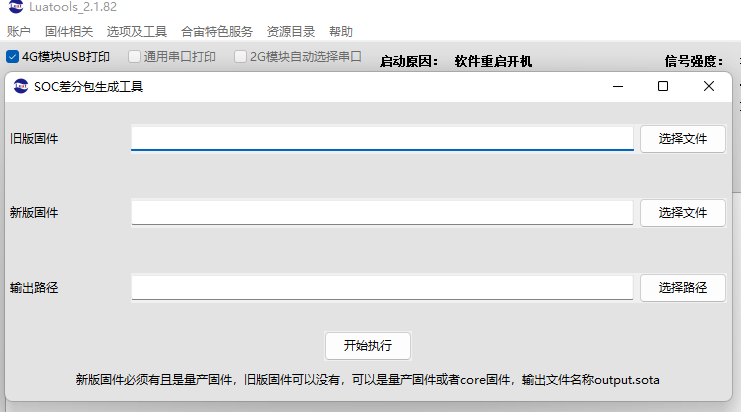 Luatools_2.1.82
账户 固件相关 选项及工具 合宙特色服务 资源目录 帮助
4G模块USB打印 通用串口打印 2G模块自动选择串口 启动原因： 软件重启开机 信号强度：
SOC差分包生成工具
旧版固件 选择文件
新版固件 选择文件
输出路径 选择路径
开始执行
新版固件必须有且是量产固件，旧版固件可以没有，可以是量产固件或者core固件，输出文件名称output.sota